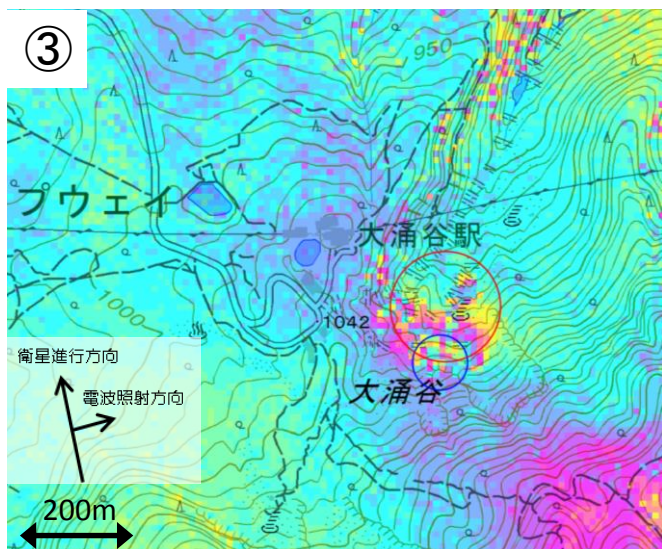 ③
950
プウェイ
大涌谷駅
1000
・1042
大涌谷
衛星進行方向
電波照射方向
200m